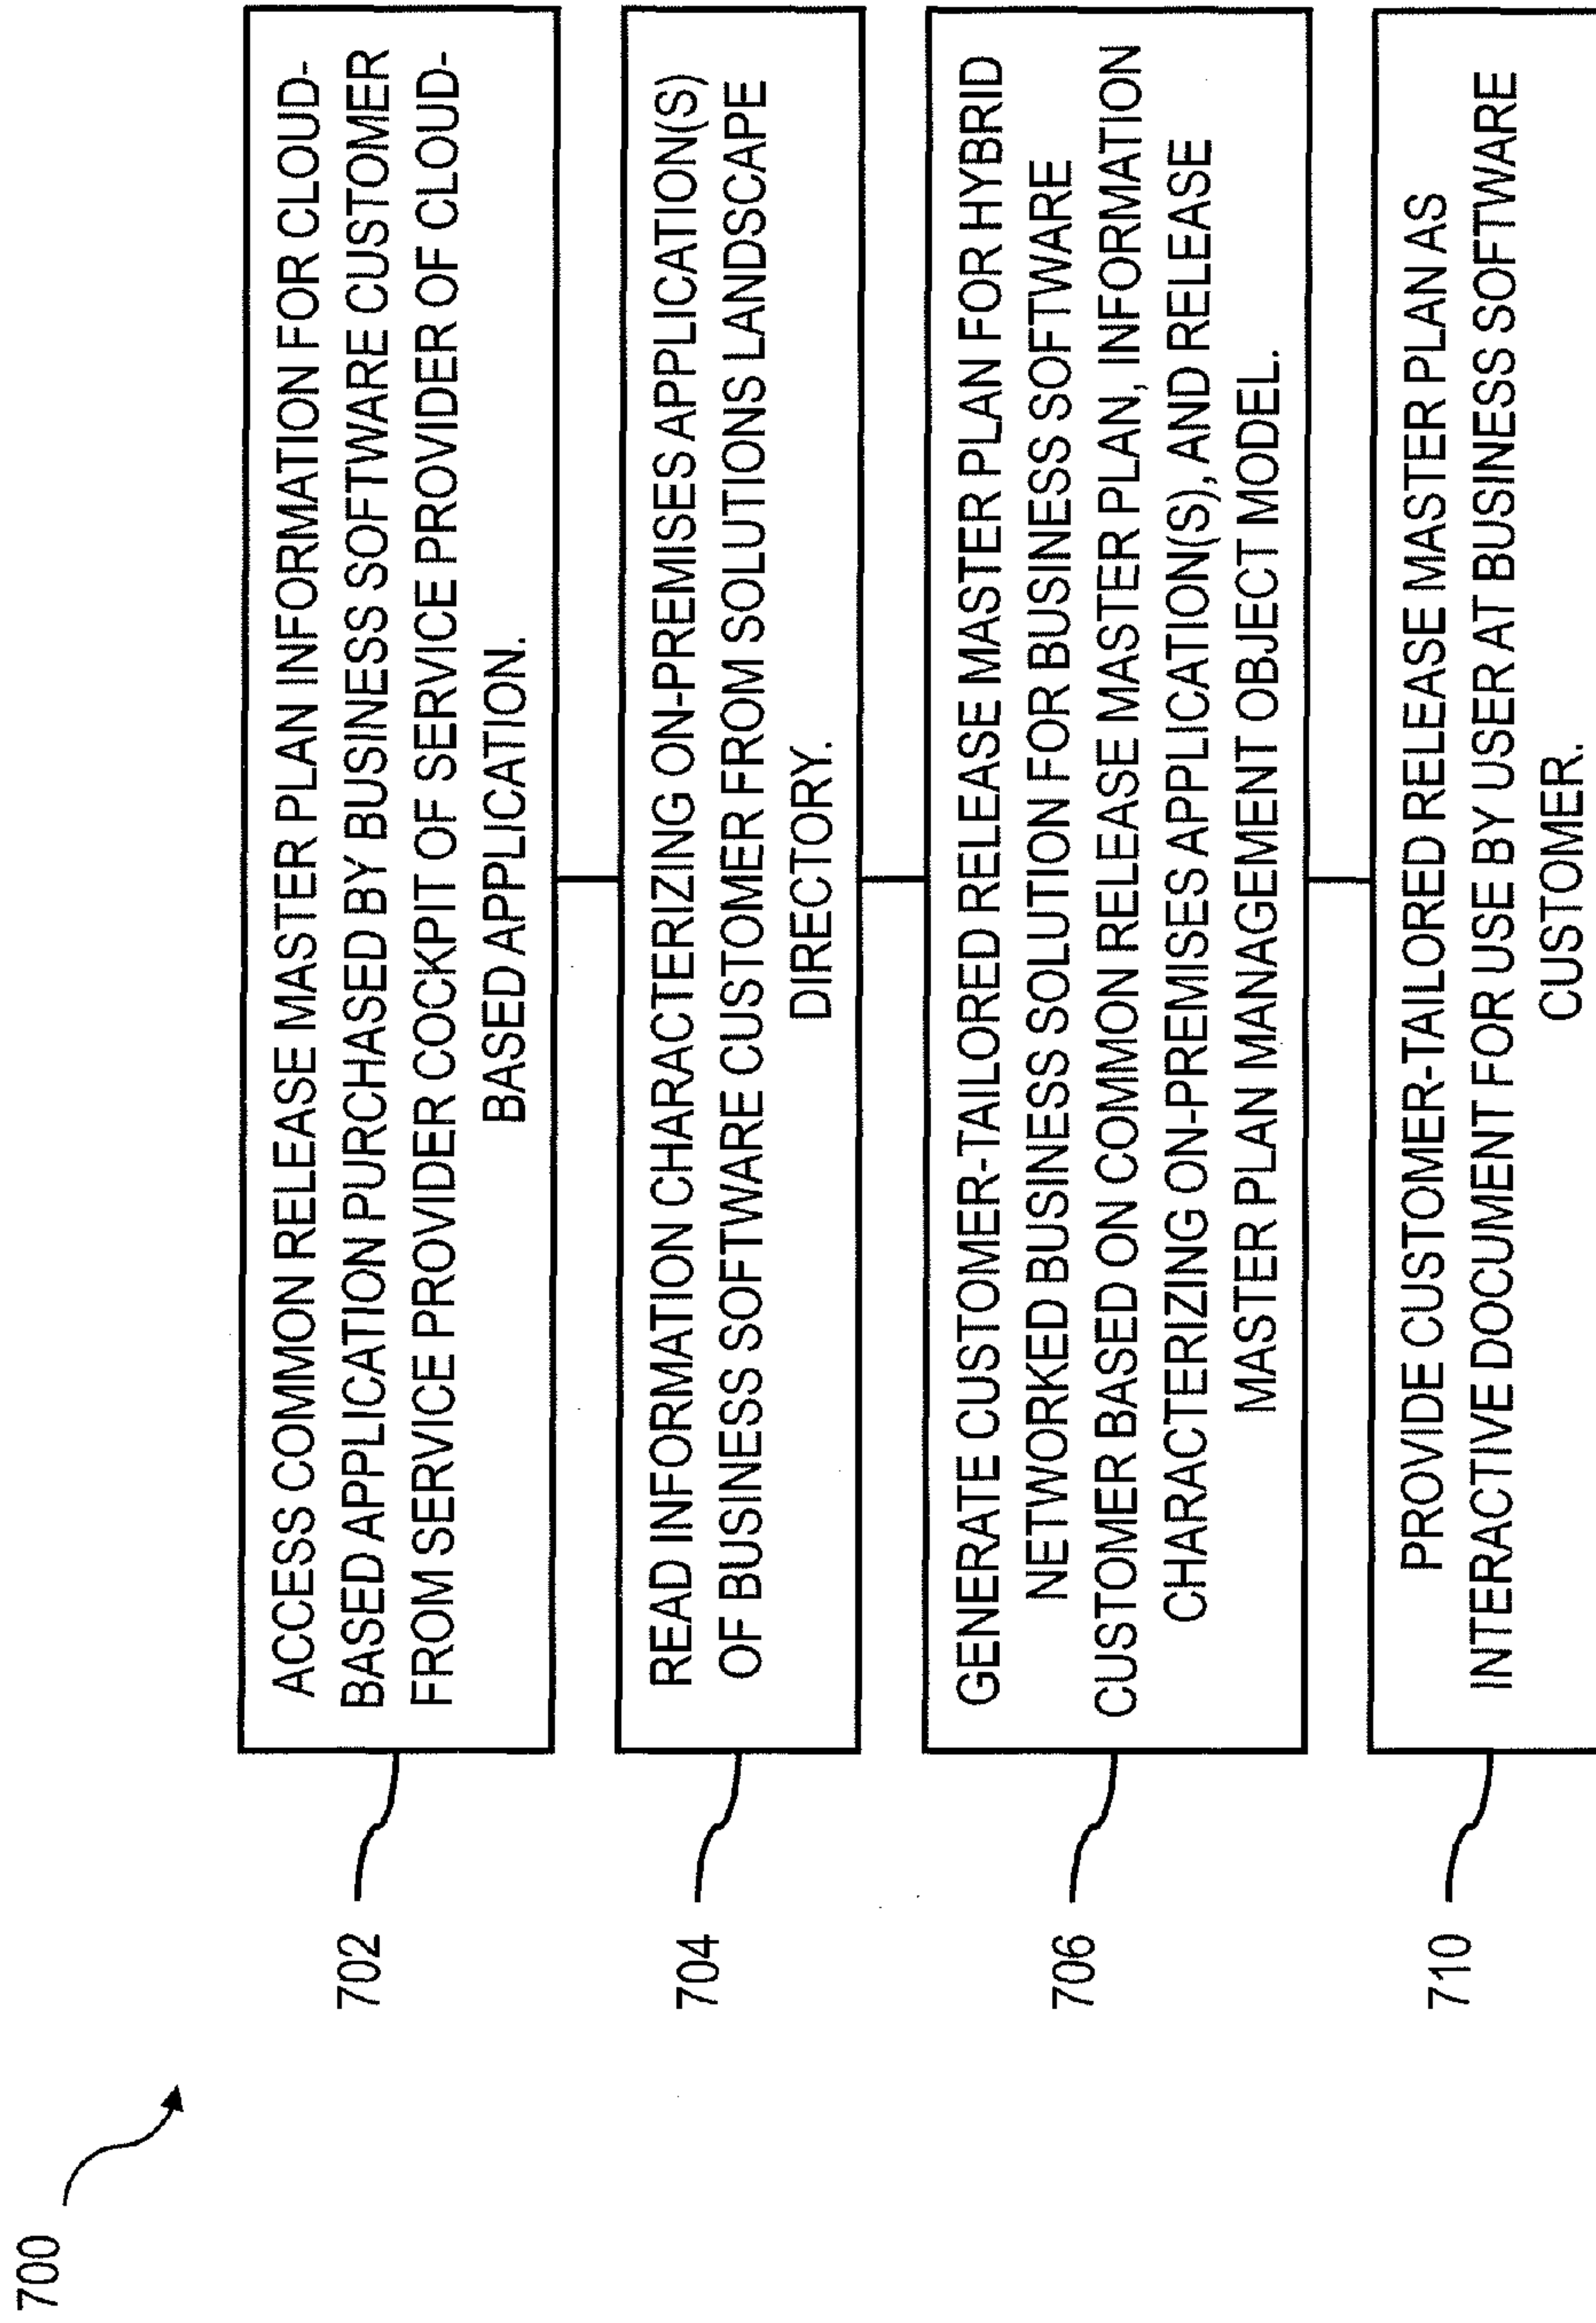 700
702
ACCESS COMMON RELEASE MASTER PLAN INFORMATION FOR CLOUD-
BASED APPLICATION PURCHASED BY BUSINESS SOFTWARE CUSTOMER
FROM SERVICE PROVIDER COCKPIT OF SERVICE PROVIDER OF CLOUD-
BASED APPLICATION.
704
READ INFORMATION CHARACTERIZING ON-PREMISES APPLICATION(S)
OF BUSINESS SOFTWARE CUSTOMER FROM SOLUTIONS LANDSCAPE
DIRECTORY.
706
GENERATE CUSTOMER-TAILORED RELEASE MASTER PLAN FOR HYBRID
NETWORKED BUSINESS SOLUTION FOR BUSINESS SOFTWARE
CUSTOMER BASED ON COMMON RELEASE MASTER PLAN, INFORMATION
CHARACTERIZING ON-PREMISES APPLICATION(S), AND RELEASE
MASTER PLAN MANAGEMENT OBJECT MODEL.
710
PROVIDE CUSTOMER-TAILORED RELEASE MASTER PLAN AS
INTERACTIVE DOCUMENT FOR USE BY USER AT BUSINESS SOFTWARE
CUSTOMER.